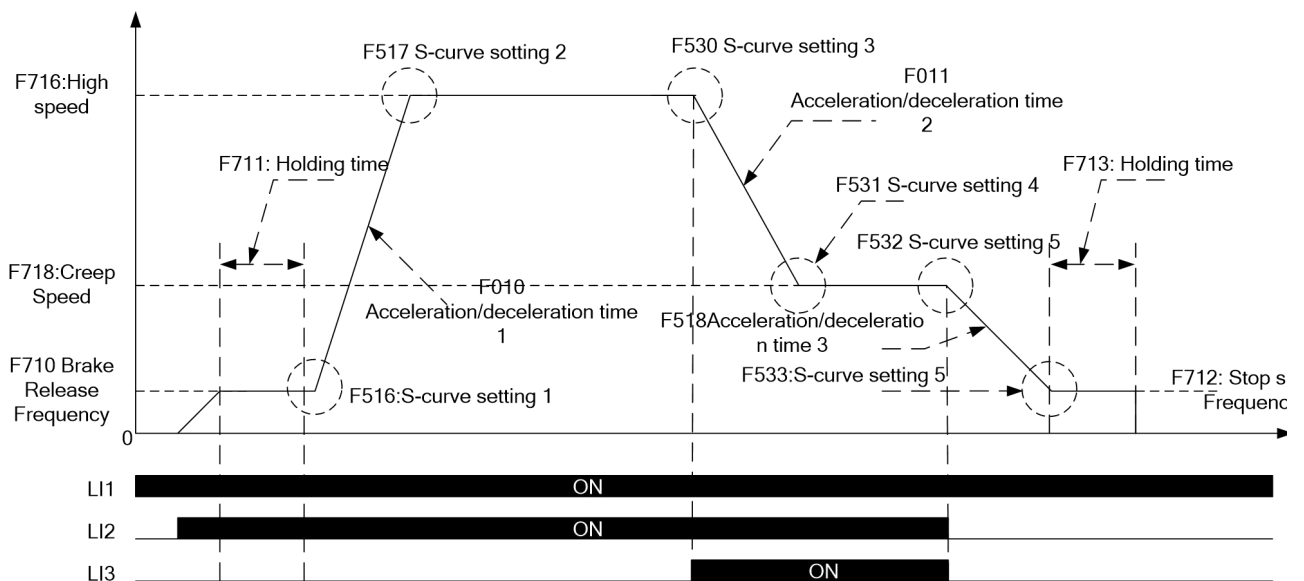 F517 S-curve sotting 2
F530 S-curve setting 3
F716:High
speed
F011
Acceleration/deceleration time
2
F711: Holding time
F713: Holding time
F531 S-curve setting 4
F532 S-curve setting 5
F718:Creep
Speed
F010
Acceleration/deceleration time
1
F518Acceleration/deceleratio
n time 3
F710 Brake
Release
Frequency
F516:S-curve setting 1
F533:S-curve setting 5
F712: Stop s
Frequenc
0
LI1
ON
LI2
ON
LI3
ON